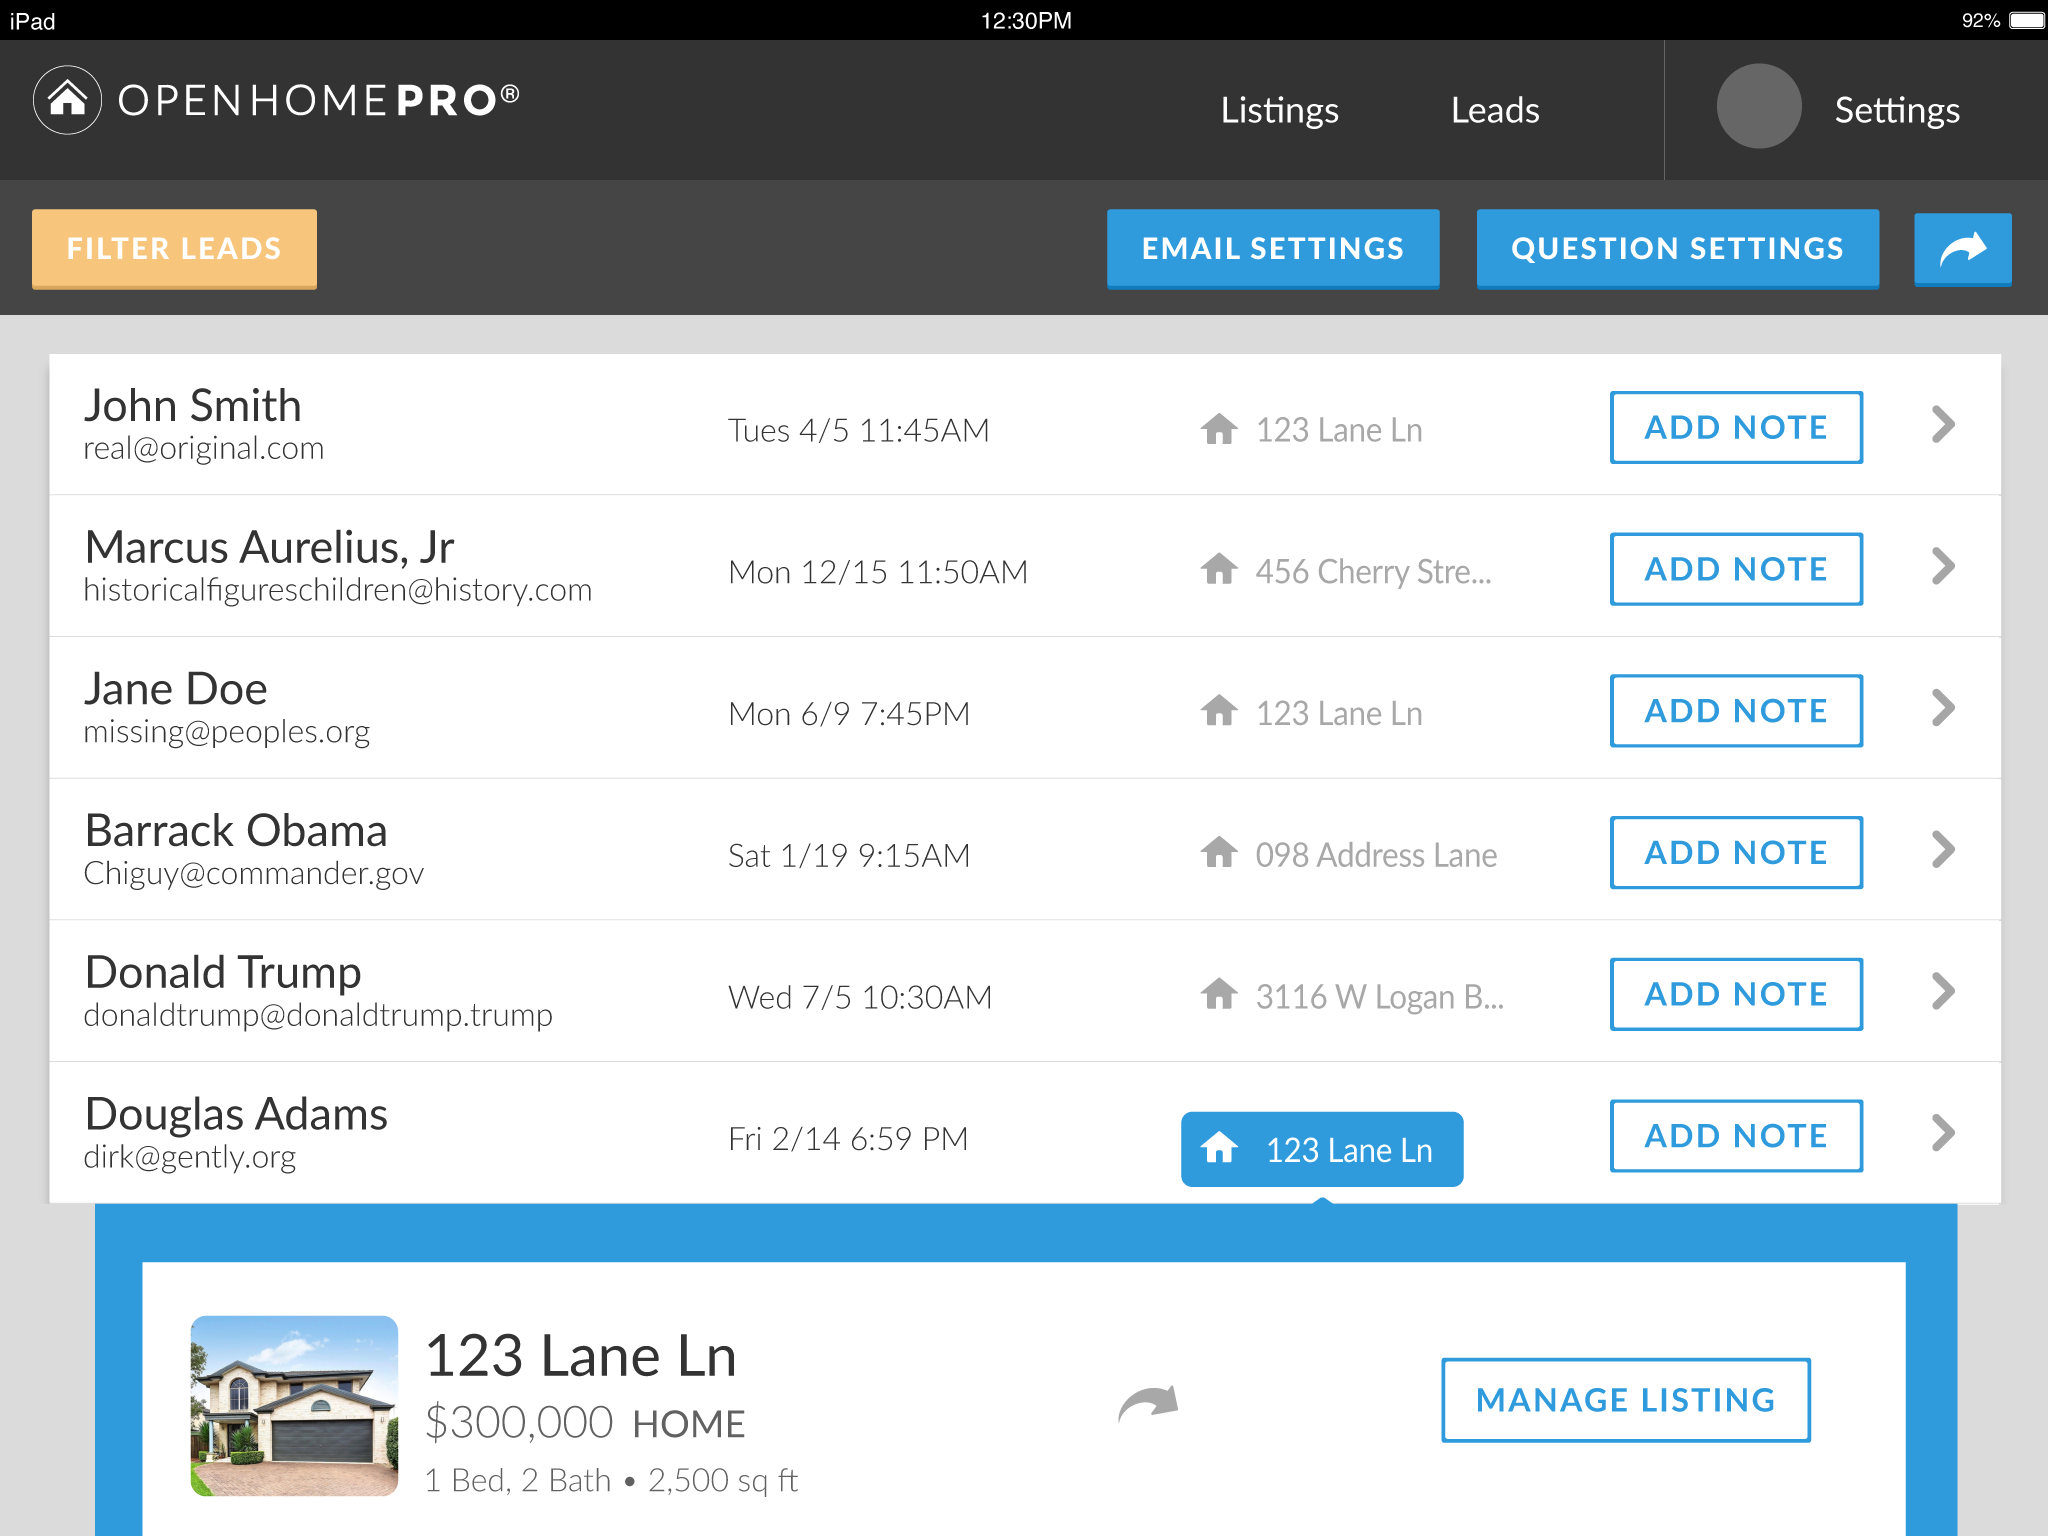 iPad 12:30PM 92%
OPENHOMEPRO® Listings Leads Settings
FILTER LEADS EMAIL SETTINGS QUESTION SETTINGS
John Smith
real@original.com
Tues 4/5 11:45AM
123 Lane Ln
ADD NOTE
Marcus Aurelius, Jr
historicalfigureschildren@history.com
Mon 12/15 11:50AM
456 Cherry Stre...
ADD NOTE
Jane Doe
missing@peoples.org
Mon 6/9 7:45PM
123 Lane Ln
ADD NOTE
Barrack Obama
Chiguy@commander.gov
Sat 1/19 9:15AM
098 Address Lane
ADD NOTE
Donald Trump
donaldtrump@donaldtrump.trump
Wed 7/5 10:30AM
3116 W Logan B...
ADD NOTE
Douglas Adams
dirk@gently.org
Fri 2/14 6:59 PM
123 Lane Ln
ADD NOTE
123 Lane Ln
$300,000 HOME
1 Bed, 2 Bath • 2,500 sq ft
MANAGE LISTING